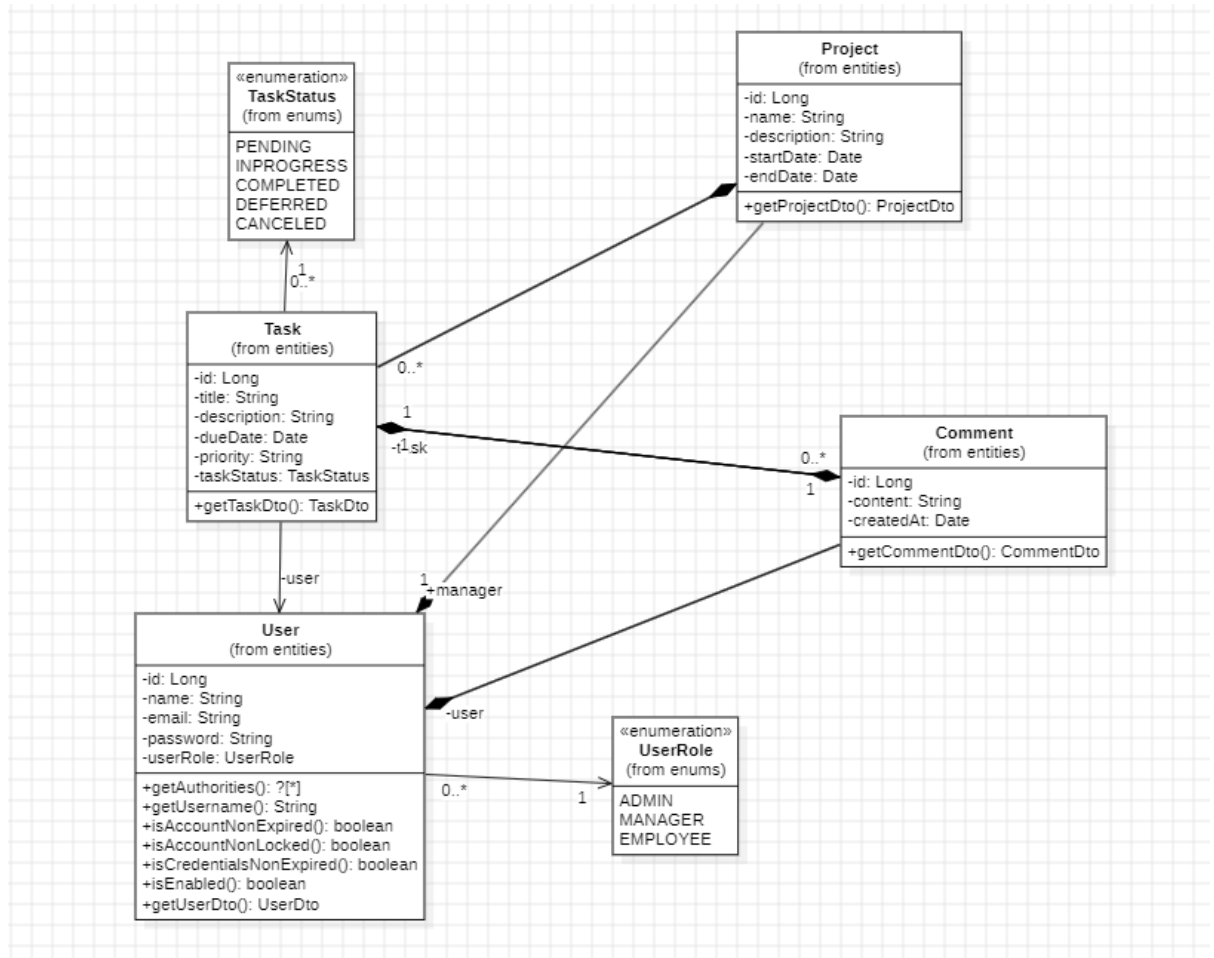 «enumeration»
TaskStatus
(from enums)
PENDING
INPROGRESS
COMPLETED
DEFERRED
CANCELED
Project
(from entities)
-id: Long
-name: String
-description: String
-startDate: Date
-endDate: Date
+getProjectDto(): ProjectDto
1
0..*
Task
(from entities)
-id: Long
-title: String
-description: String
-dueDate: Date
-priority: String
-taskStatus: TaskStatus
+getTaskDto(): TaskDto
0..*
1
1
0..*
1
Comment
(from entities)
-id: Long
-content: String
-createdAt: Date
+getCommentDto(): CommentDto
-user
1
+manager
User
(from entities)
-id: Long
-name: String
-email: String
-password: String
-userRole: UserRole
+getAuthorities(): ?[*]
+getUsername(): String
+isAccountNonExpired(): boolean
+isAccountNonLocked(): boolean
+isCredentialsNonExpired(): boolean
+isEnabled(): boolean
+getUserDto(): UserDto
-user
0..*
1
«enumeration»
UserRole
(from enums)
ADMIN
MANAGER
EMPLOYEE